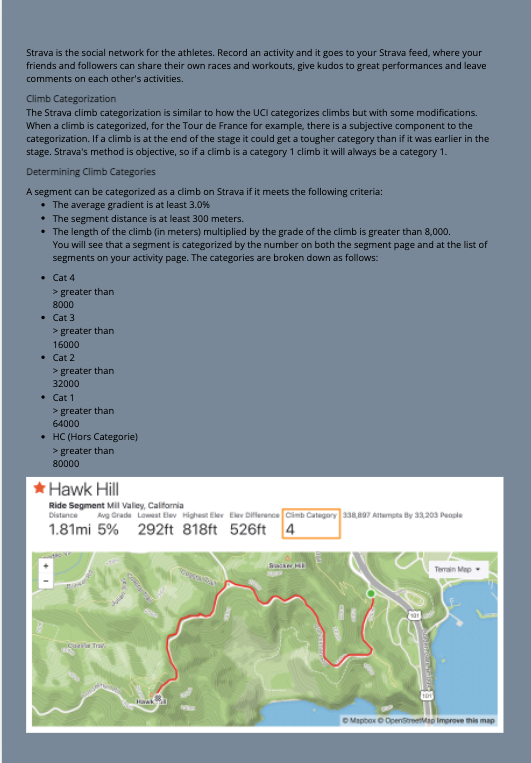 Strava is the social network for the athletes. Record an activity and it goes to your Strava feed, where your
friends and followers can share their own races and workouts, give kudos to great performances and leave
comments on each other's activities.
Climb Categorization
The Strava climb categorization is similar to how the UCI categorizes climbs but with some modifications.
When a climb is categorized, for the Tour de France for example, there is a subjective component to the
categorization. If a climb is at the end of the stage it could get a tougher category than if it was earlier in the
stage. Strava's method is objective, so if a climb is a category 1 climb it will always be a category 1.
Determining Climb Categories
A segment can be categorized as a climb on Strava if it meets the following criteria:
• The average gradient is at least 3.0%
• The segment distance is at least 300 meters.
• The length of the climb (in meters) multiplied by the grade of the climb is greater than 8,000.
You will see that a segment is categorized by the number on both the segment page and at the list of
segments on your activity page. The categories are broken down as follows:
• Cat 4
> greater than
8000
• Cat 3
> greater than
16000
• Cat 2
> greater than
32000
• Cat 1
> greater than
64000
• HC (Hors Categorie)
> greater than
80000
Hawk Hill
Ride Segment Mill Valley, California
Distance Avg Grade Lowest Elev Highest Elev Elev Difference Climb Category 338,897 Attempts By 33,203 People
1.81mi 5% 292ft 818ft 526ft 4
+
−
Slacker Hill
Terrain Map
101
Coastal Trail
Hawk Hill
101
© Mapbox © OpenStreetMap Improve this map